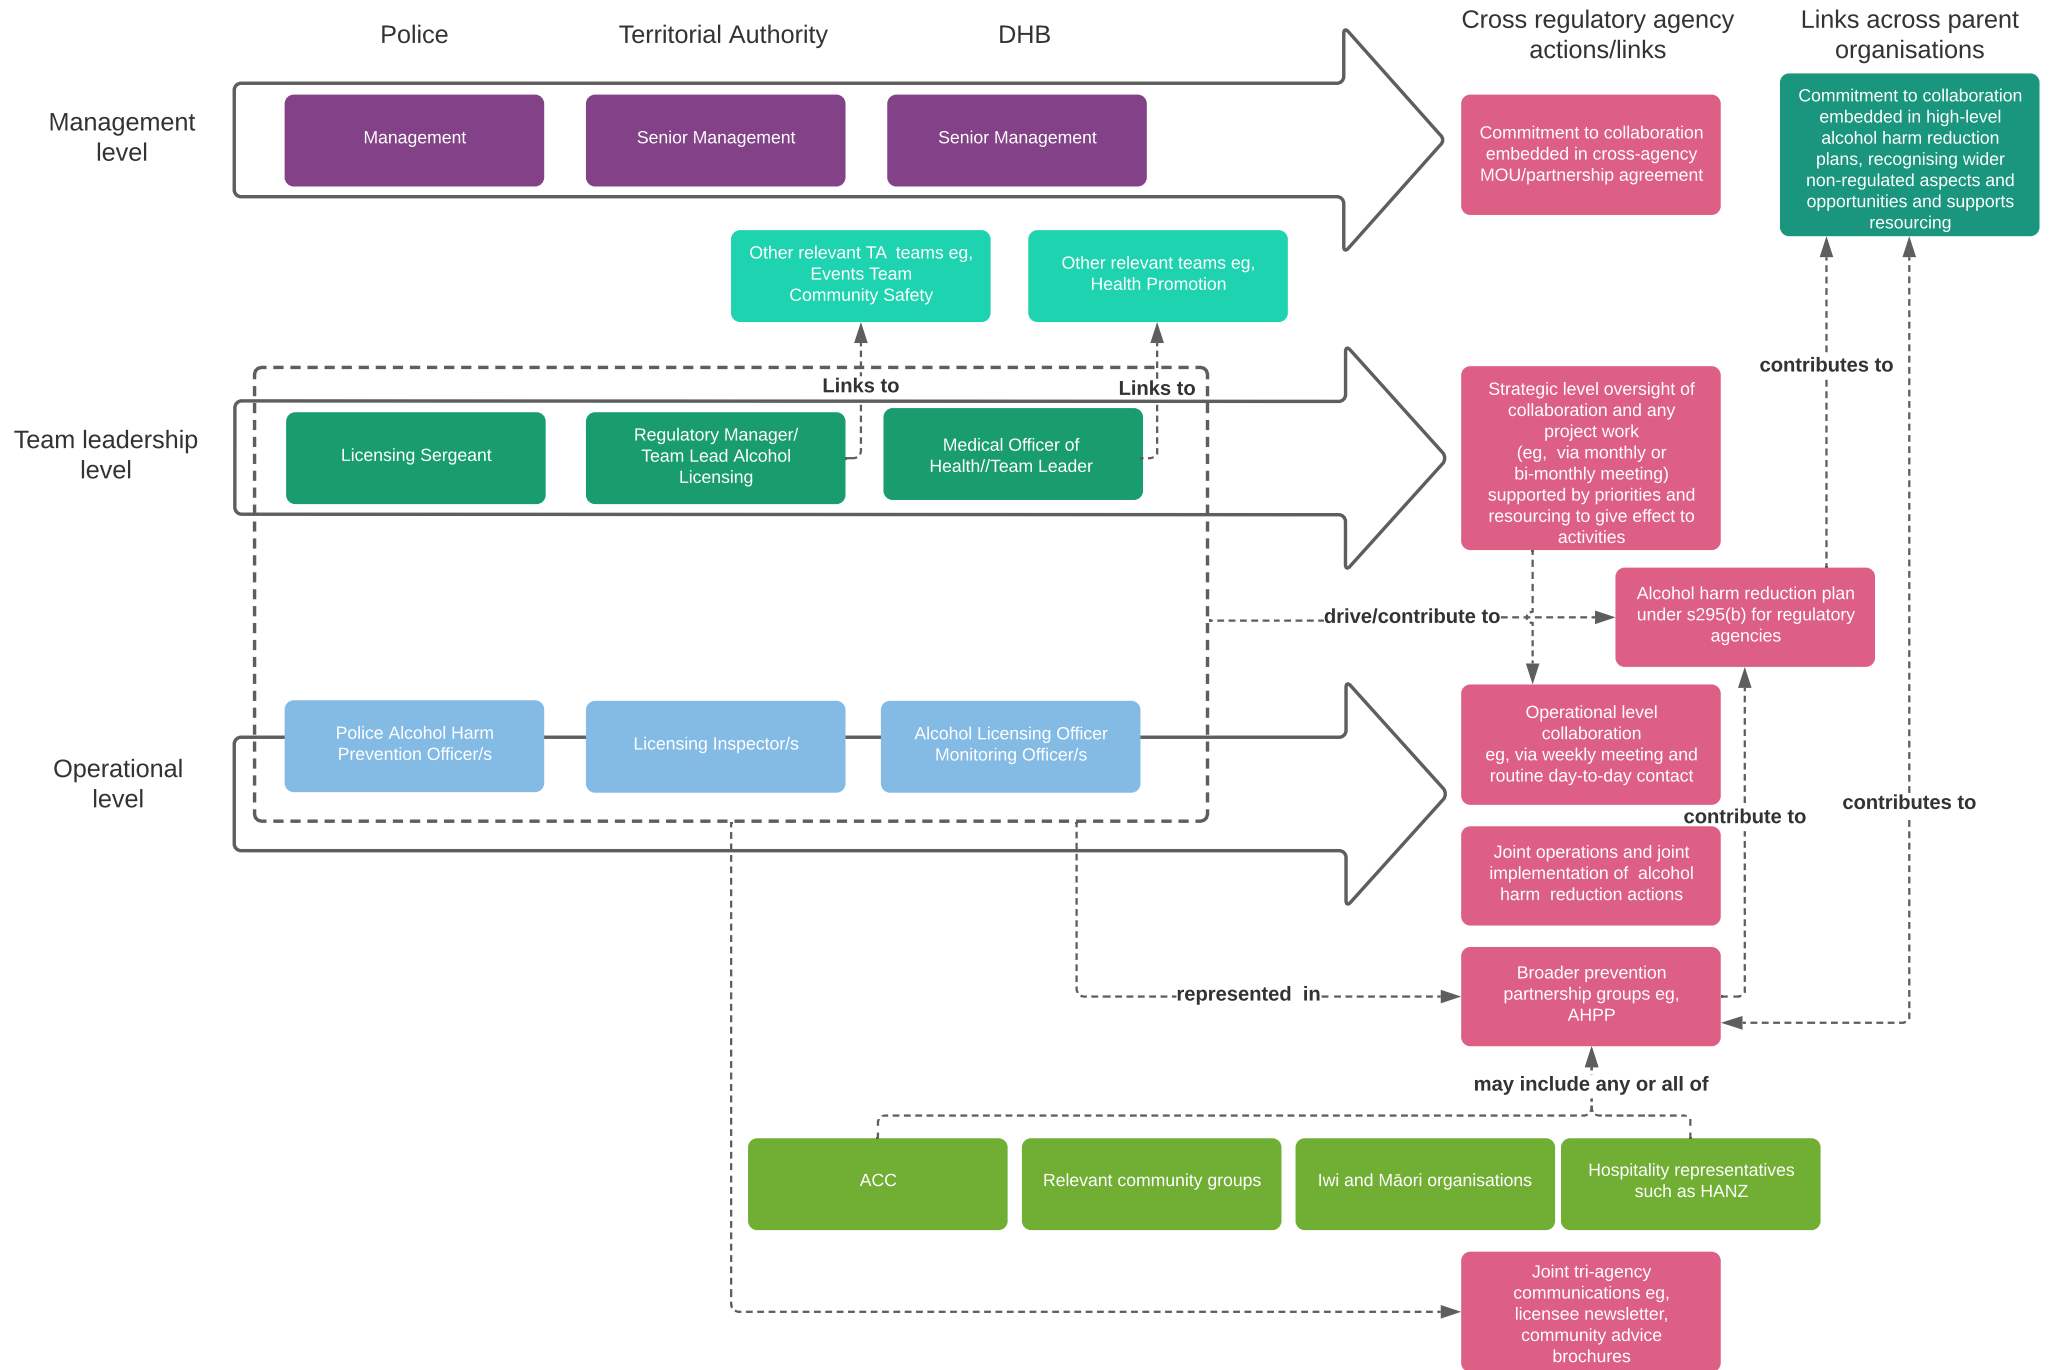 Police
Territorial Authority
DHB
Cross regulatory agency
actions/links
Links across parent
organisations
Management
level
Management
Senior Management
Senior Management
Commitment to collaboration
embedded in cross-agency
MOU/partnership agreement
Commitment to collaboration
embedded in high-level
alcohol harm reduction
plans, recognising wider
non-regulated aspects and
opportunities and supports
resourcing
Other relevant TA  teams eg,
Events Team
Community Safety
Other relevant teams eg,
Health Promotion
Links to
Links to
contributes to
Team leadership
level
Licensing Sergeant
Regulatory Manager/
Team Lead Alcohol
Licensing
Medical Officer of
Health//Team Leader
Strategic level oversight of
collaboration and any
project work
(eg,  via monthly or
bi-monthly meeting)
supported by priorities and
resourcing to give effect to
activities
drive/contribute to
Alcohol harm reduction plan
under s295(b) for regulatory
agencies
Operational
level
Police Alcohol Harm
Prevention Officer/s
Licensing Inspector/s
Alcohol Licensing Officer
Monitoring Officer/s
Operational level
collaboration
eg, via weekly meeting and
routine day-to-day contact
contribute to
contributes to
Joint operations and joint
implementation of  alcohol
harm  reduction actions
represented  in
Broader prevention
partnership groups eg,
AHPP
may include any or all of
ACC
Relevant community groups
Iwi and Māori organisations
Hospitality representatives
such as HANZ
Joint tri-agency
communications eg,
licensee newsletter,
community advice
brochures